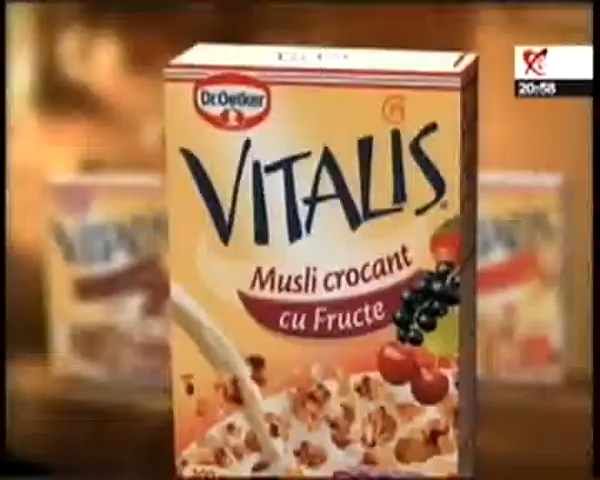 20:58
Dr.Oetker
VITALIS
Musli crocant
cu Fructe